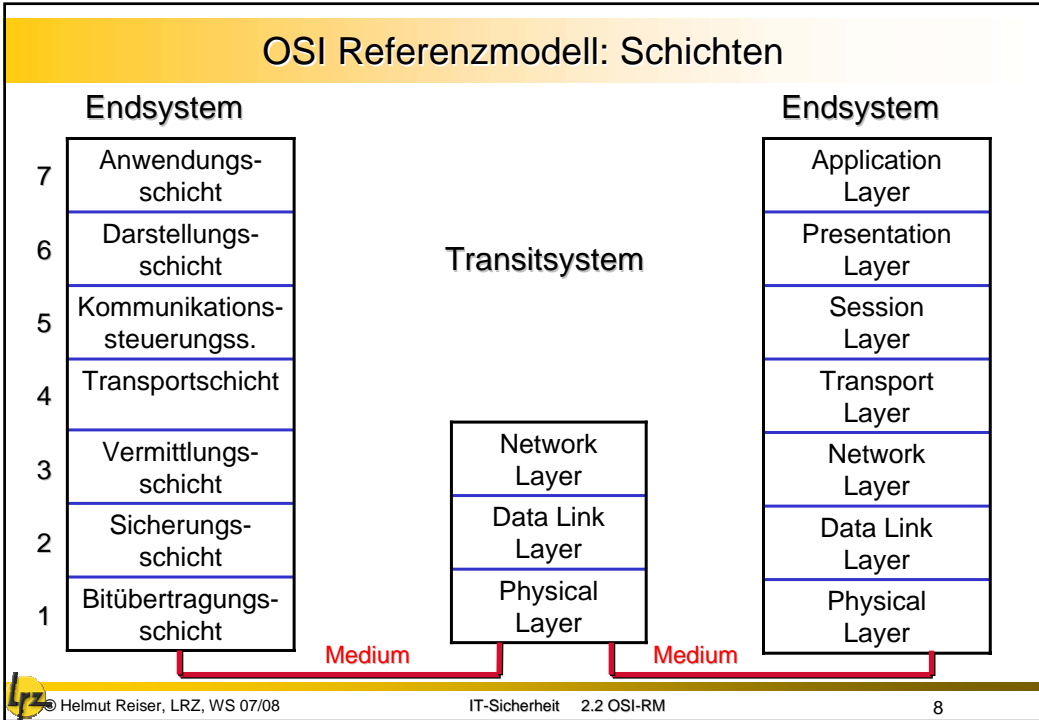 OSI Referenzmodell: Schichten
Endsystem
Endsystem
7
Anwendungs-
schicht
Application
Layer
6
Darstellungs-
schicht
Transitsystem
Presentation
Layer
5
Kommunikations-
steuerungss.
Session
Layer
4
Transportschicht
Transport
Layer
3
Vermittlungs-
schicht
Network
Layer
Network
Layer
2
Sicherungs-
schicht
Data Link
Layer
Data Link
Layer
1
Bitübertragungs-
schicht
Physical
Layer
Physical
Layer
Medium
Medium
lrz
© Helmut Reiser, LRZ, WS 07/08
IT-Sicherheit 2.2 OSI-RM
8